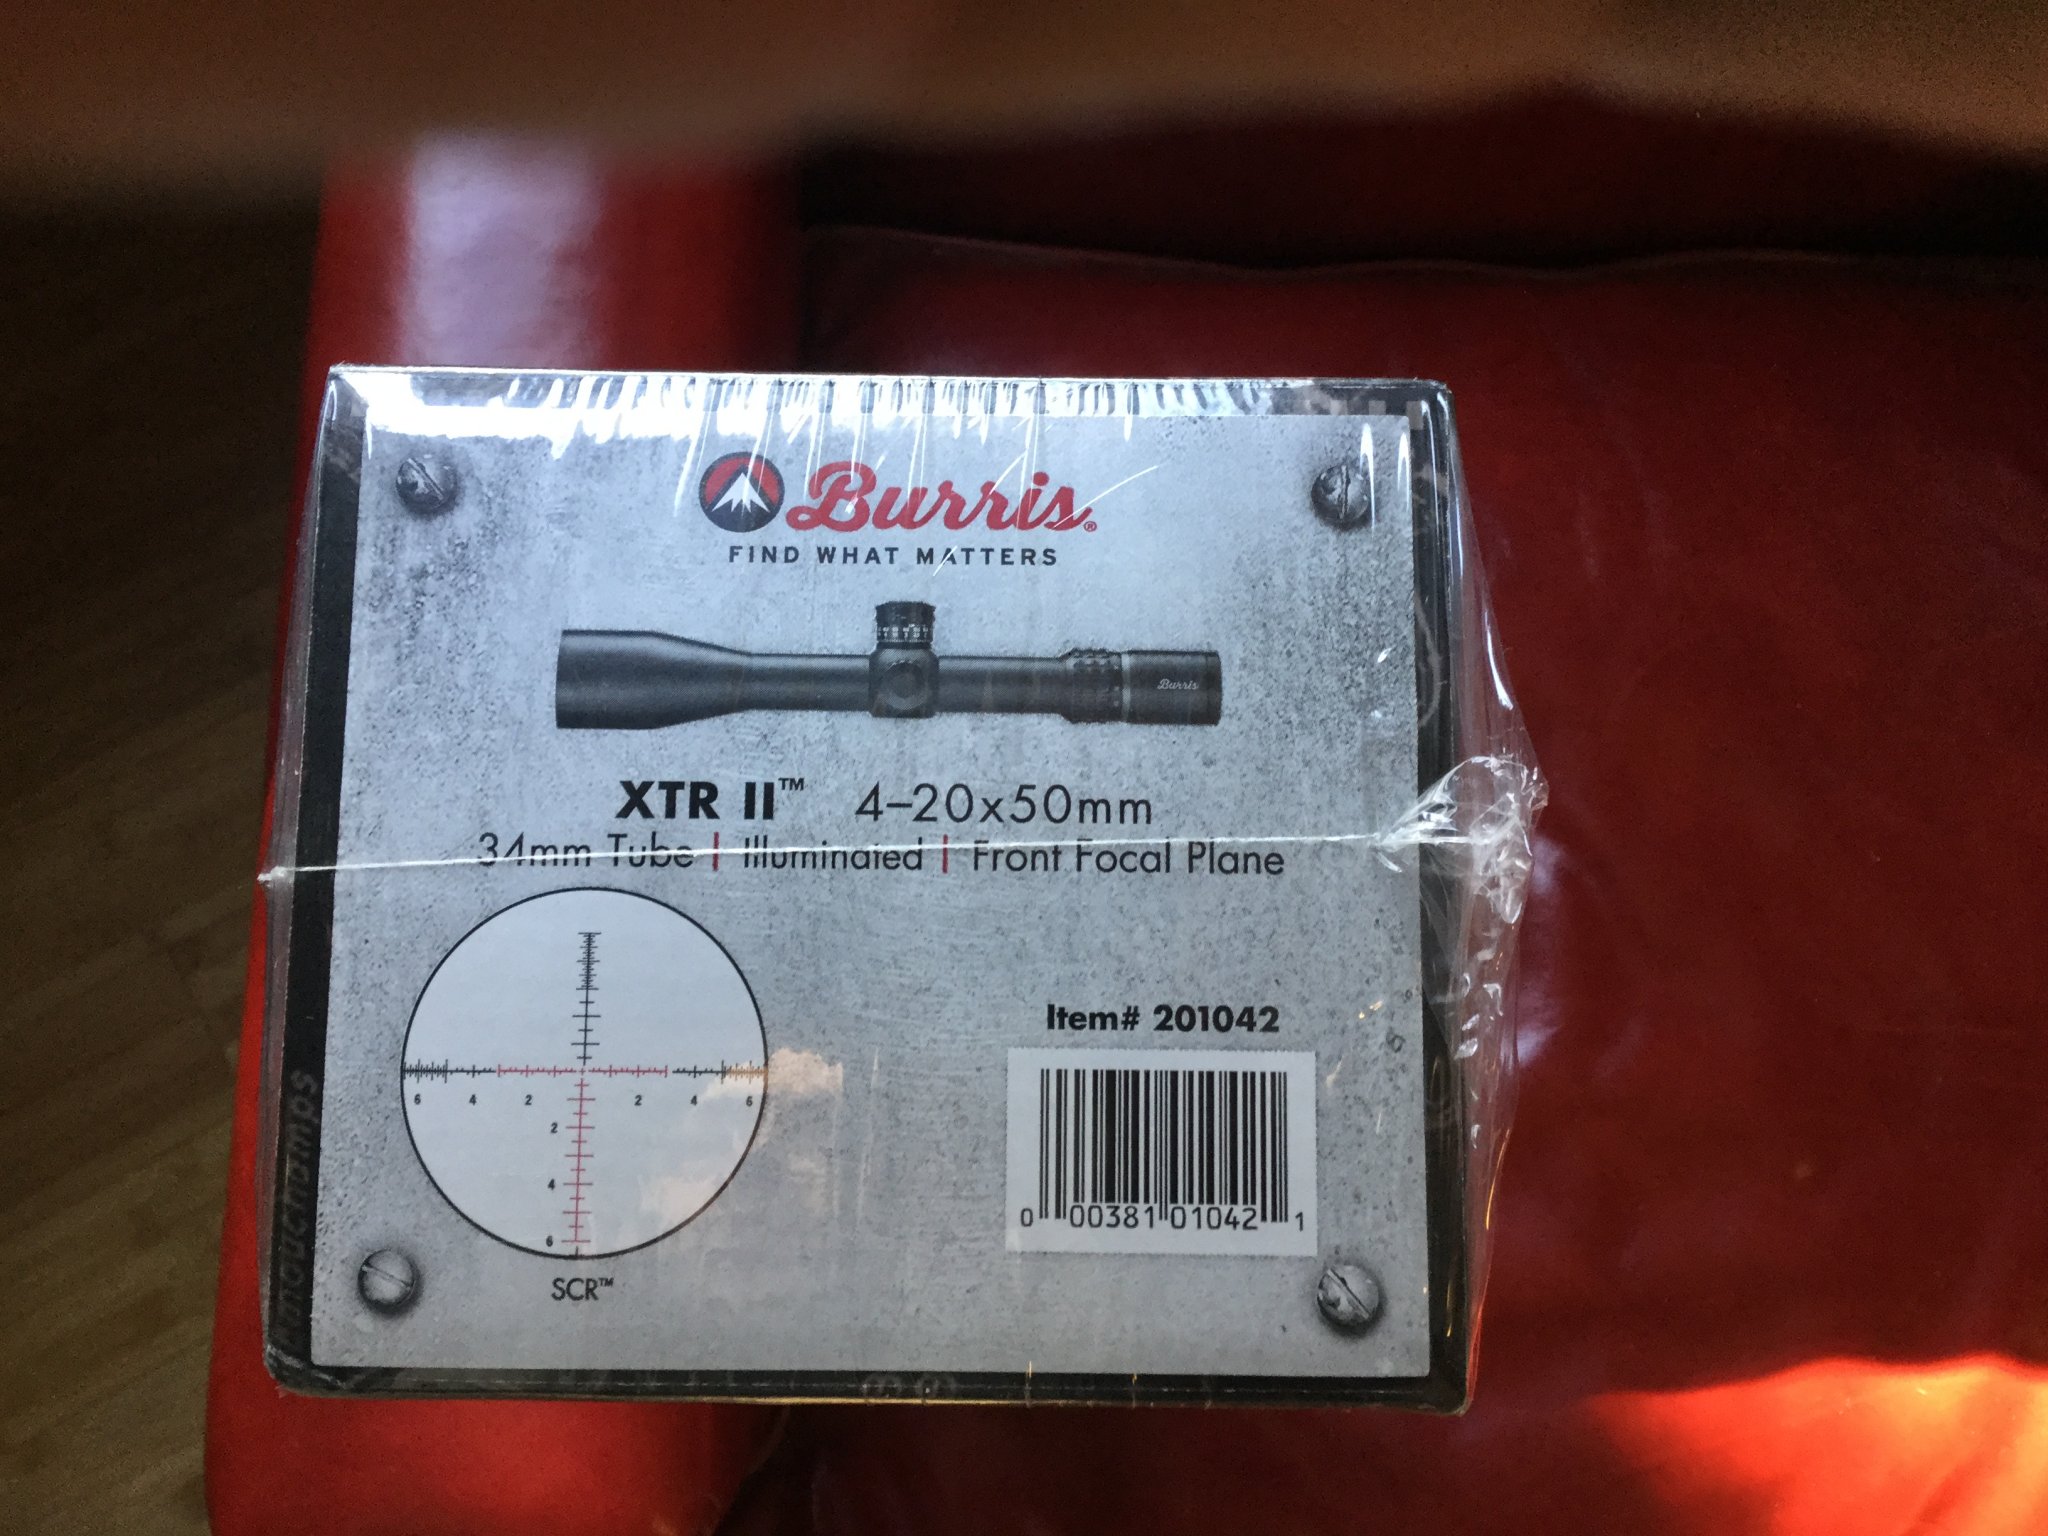 Burris®
FIND WHAT MATTERS
Burris
XTR II™ 4–20x50mm
34mm Tube | Illuminated | Front Focal Plane
6 4 2 2 4 6
2
4
6
SCR™
Item# 201042
0 00381 01042 1